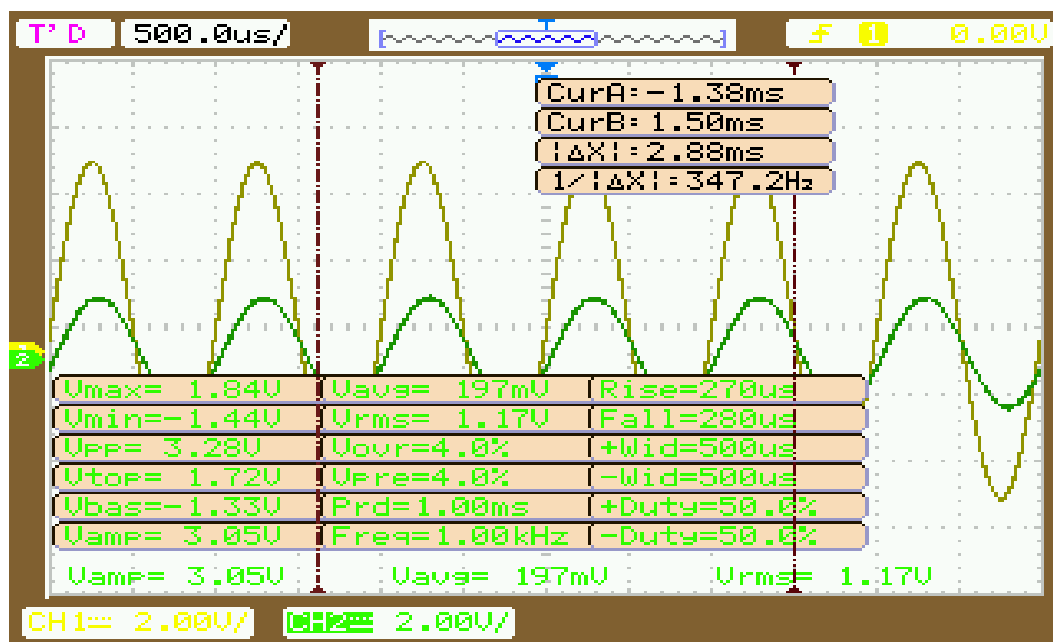 T'D 500.0us/ 1 0.00V
CurA:-1.38ms
CurB: 1.50ms
|ΔX|:2.88ms
1/|ΔX|:347.2Hz
2
Vmax= 1.84V Vavg= 197mV Rise=270us
Vmin=-1.44V Vrms= 1.17V Fall=280us
VPP= 3.28V Vovr=4.0% +Wid=500us
Vtop= 1.72V Vpre=4.0% -Wid=500us
Vbas=-1.33V Prd=1.00ms +Duty=50.0%
Vamp= 3.05V Freq=1.00kHz -Duty=50.0%
Vamp= 3.05V Vavg= 197mV Vrms= 1.17V
CH1 2.00V/ CH2 2.00V/